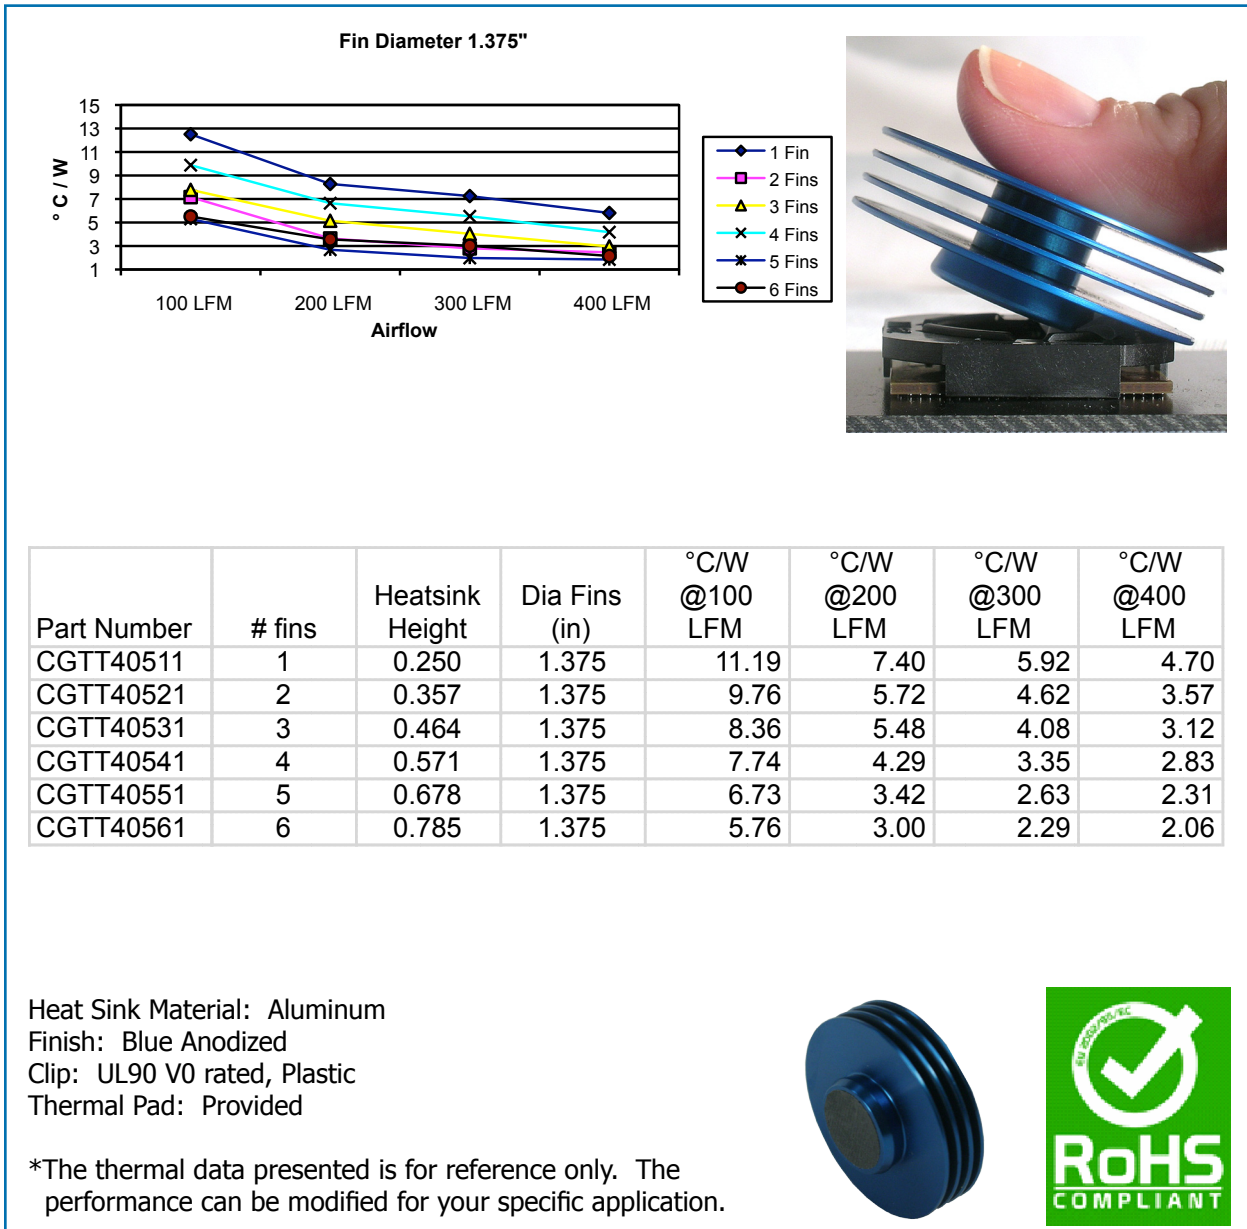 Fin Diameter 1.375"
15
13
11
9
7
5
3
1
° C / W
100 LFM 200 LFM 300 LFM 400 LFM
Airflow
1 Fin
2 Fins
3 Fins
4 Fins
5 Fins
6 Fins
Part Number # fins Heatsink Height Dia Fins (in) °C/W @100 LFM °C/W @200 LFM °C/W @300 LFM °C/W @400 LFM
CGTT40511 1 0.250 1.375 11.19 7.40 5.92 4.70
CGTT40521 2 0.357 1.375 9.76 5.72 4.62 3.57
CGTT40531 3 0.464 1.375 8.36 5.48 4.08 3.12
CGTT40541 4 0.571 1.375 7.74 4.29 3.35 2.83
CGTT40551 5 0.678 1.375 6.73 3.42 2.63 2.31
CGTT40561 6 0.785 1.375 5.76 3.00 2.29 2.06
Heat Sink Material: Aluminum
Finish: Blue Anodized
Clip: UL90 V0 rated, Plastic
Thermal Pad: Provided
*The thermal data presented is for reference only. The
performance can be modified for your specific application.
EU 2002/95/EC
RoHS
COMPLIANT